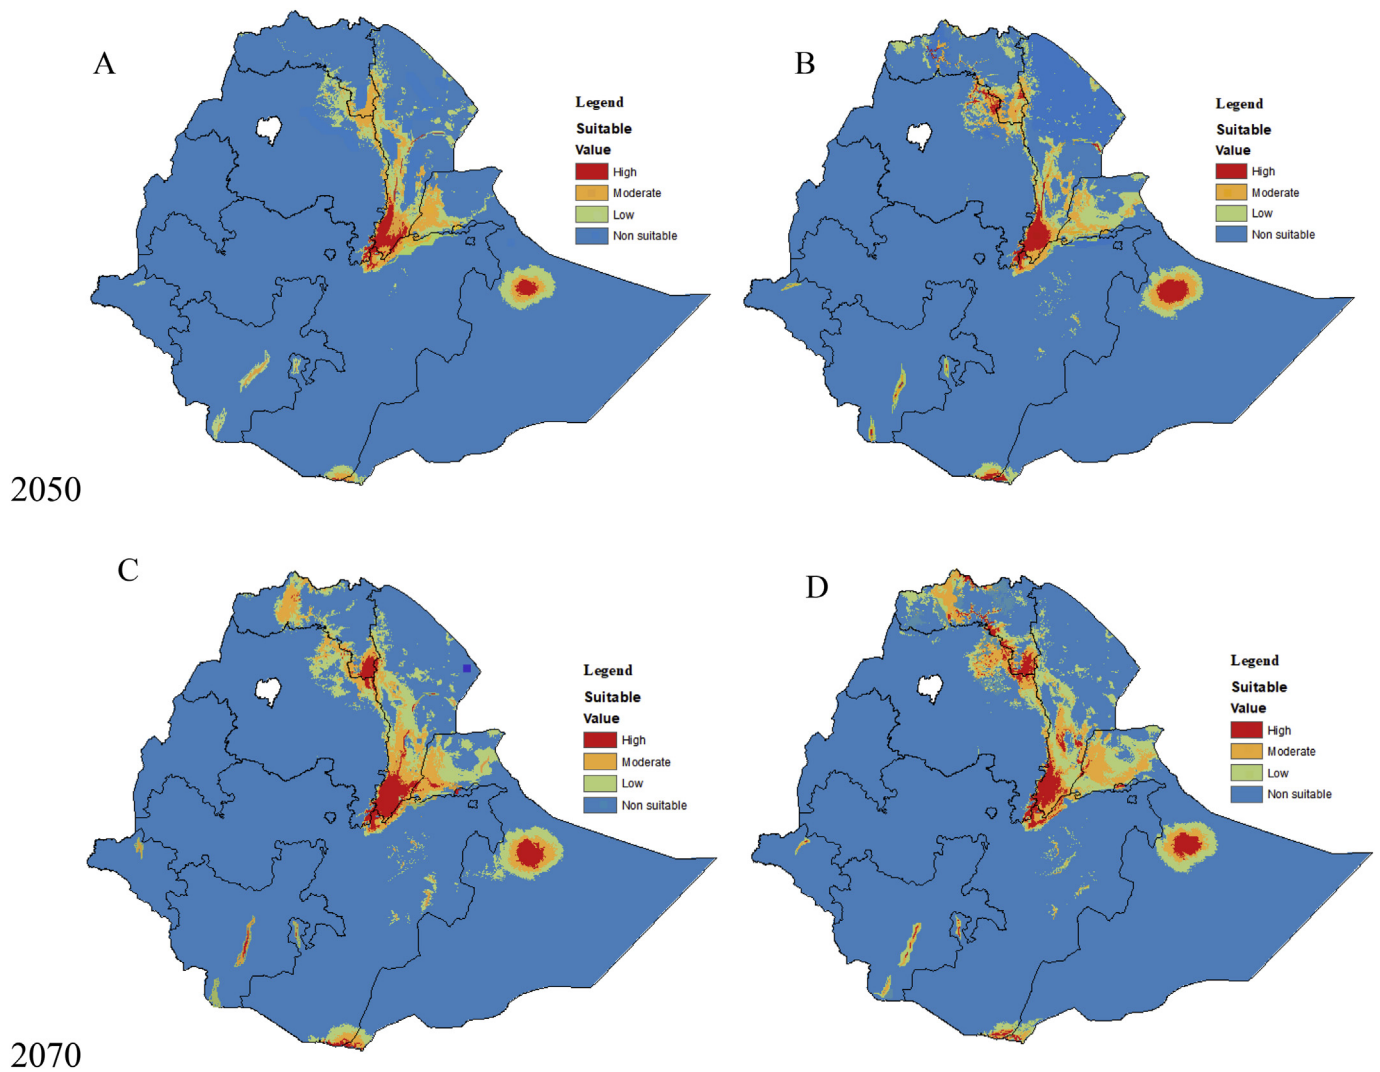 A
Legend
Suitable
Value
High
Moderate
Low
Non suitable
B
Legend
Suitable
Value
High
Moderate
Low
Non suitable
2050
C
Legend
Suitable
Value
High
Moderate
Low
Non suitable
D
Legend
Suitable
Value
High
Moderate
Low
Non suitable
2070